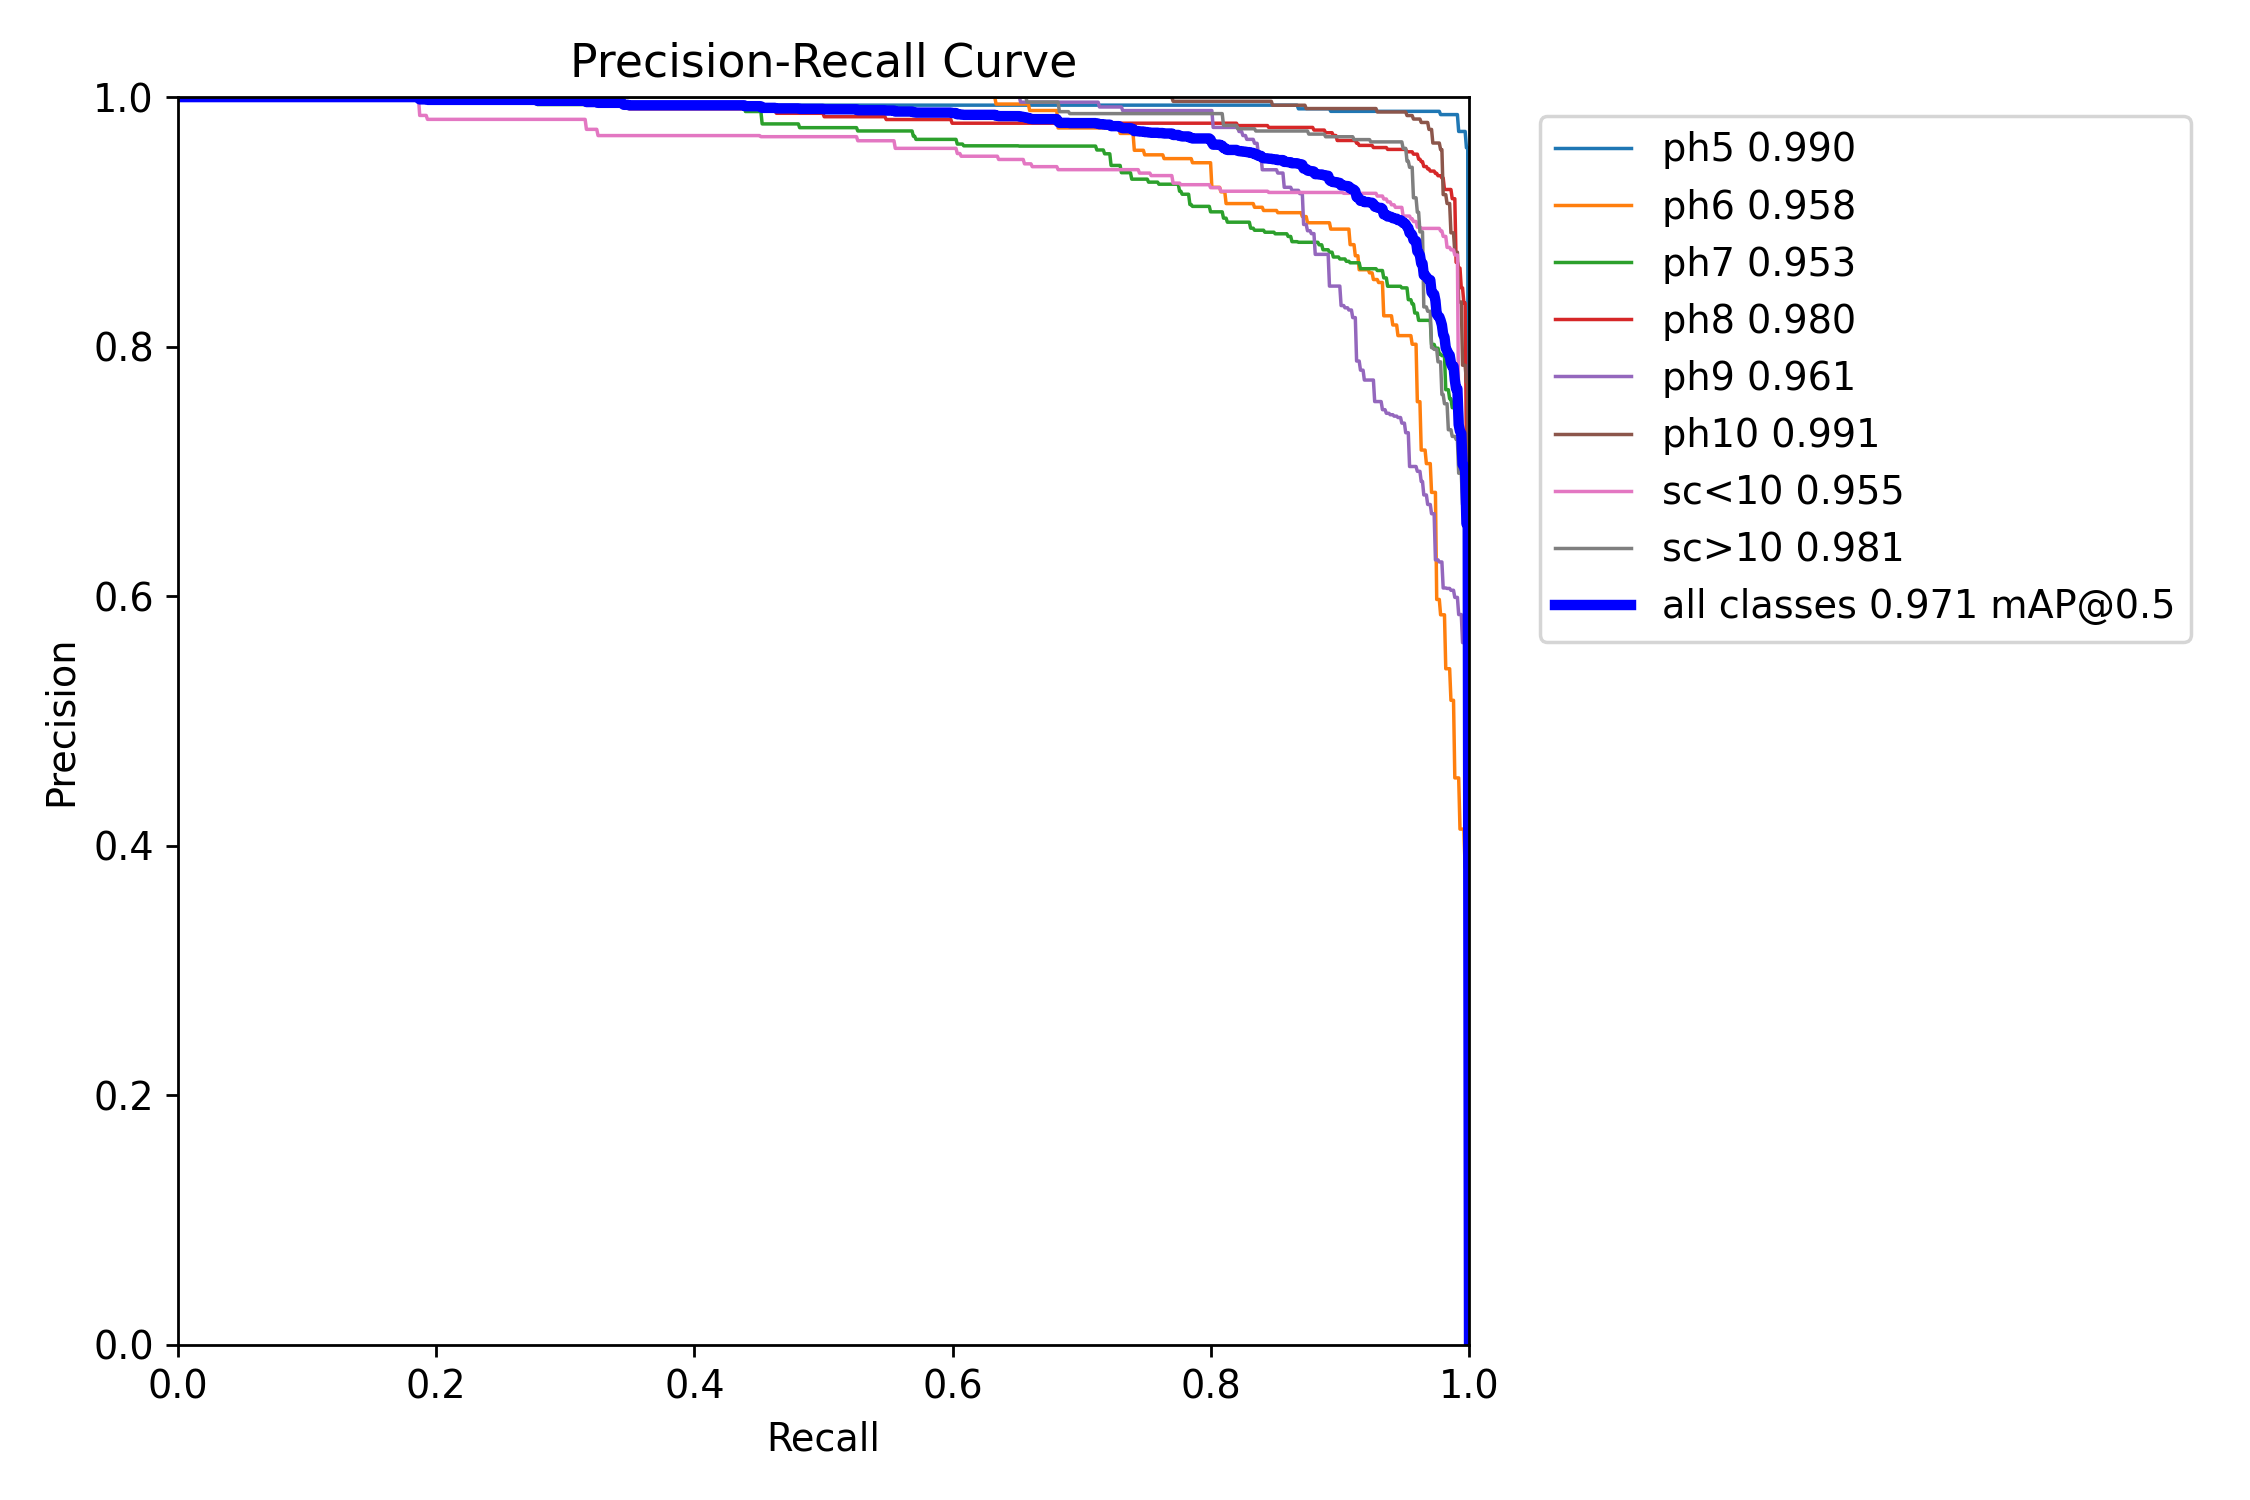 Precision-Recall Curve
1.0
0.8
0.6
0.4
0.2
0.0
0.0 0.2 0.4 0.6 0.8 1.0
Recall
Precision
ph5 0.990
ph6 0.958
ph7 0.953
ph8 0.980
ph9 0.961
ph10 0.991
sc<10 0.955
sc>10 0.981
all classes 0.971 mAP@0.5